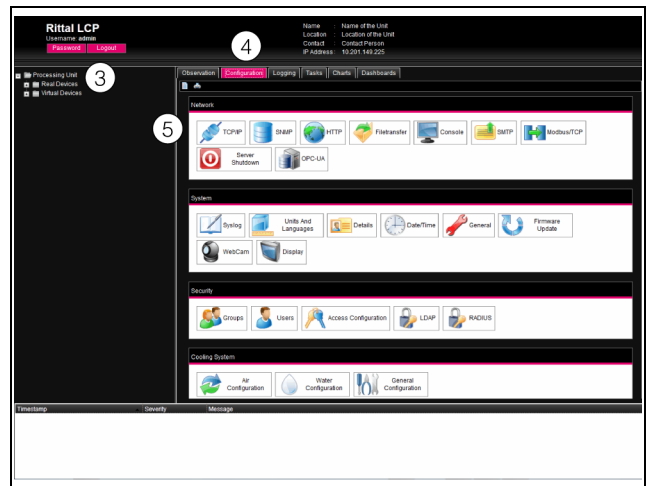 Rittal LCP
Username: admin
Password Logout
Name : Name of the Unit
Location : Location of the Unit
Contact : Contact Person
IP Address : 10.201.149.225
4
3
Processing Unit
Real Devices
Virtual Devices
Observation Configuration Logging Tasks Charts Dashboards
5
Network
TCP/IP SNMP HTTP Filetransfer Console SMTP Modbus/TCP
Server
Shutdown
OPC-UA
System
Syslog
Units And
Languages
Details Date/Time General
Firmware
Update
WebCam Display
Security
Groups Users Access Configuration LDAP RADIUS
Cooling System
Air
Configuration
Water
Configuration
General
Configuration
Timestamp Severity Message